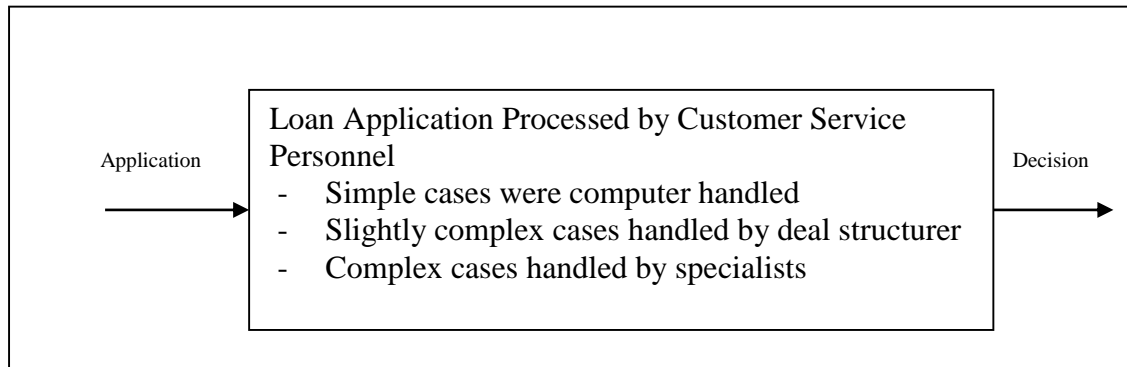 Loan Application Processed by Customer Service
Personnel
Application
Decision
- Simple cases were computer handled
- Slightly complex cases handled by deal structurer
- Complex cases handled by specialists